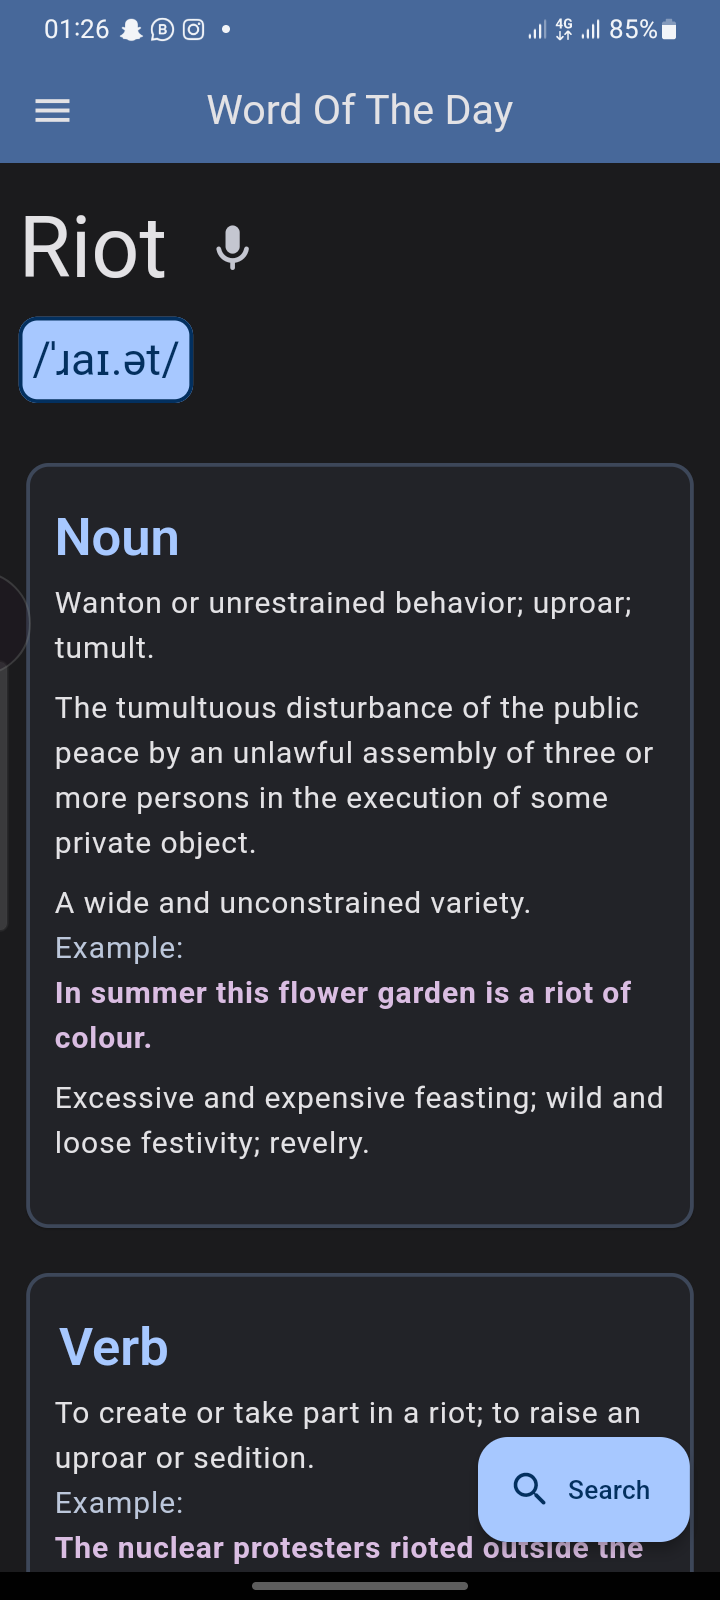 01:26 4G 85%
Word Of The Day
Riot
/ˈɹaɪ.ət/
Noun
Wanton or unrestrained behavior; uproar;
tumult.
The tumultuous disturbance of the public
peace by an unlawful assembly of three or
more persons in the execution of some
private object.
A wide and unconstrained variety.
Example:
In summer this flower garden is a riot of
colour.
Excessive and expensive feasting; wild and
loose festivity; revelry.
Verb
To create or take part in a riot; to raise an
uproar or sedition.
Example:
Search
The nuclear protesters rioted outside the